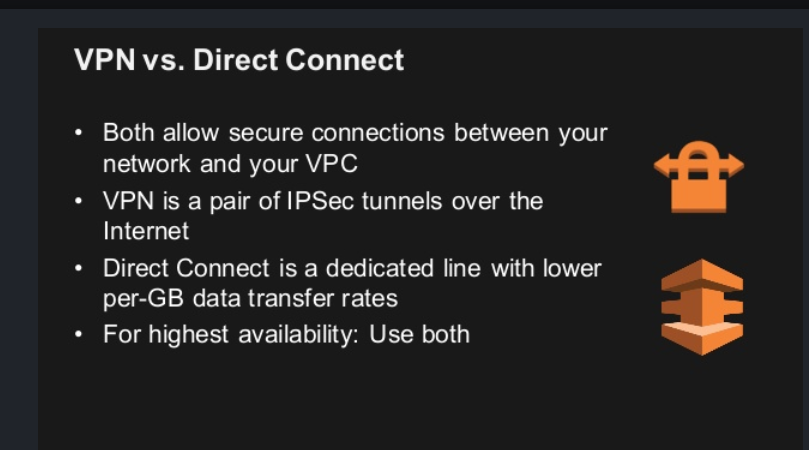 VPN vs. Direct Connect
• Both allow secure connections between your
network and your VPC
• VPN is a pair of IPSec tunnels over the
Internet
• Direct Connect is a dedicated line with lower
per-GB data transfer rates
• For highest availability: Use both